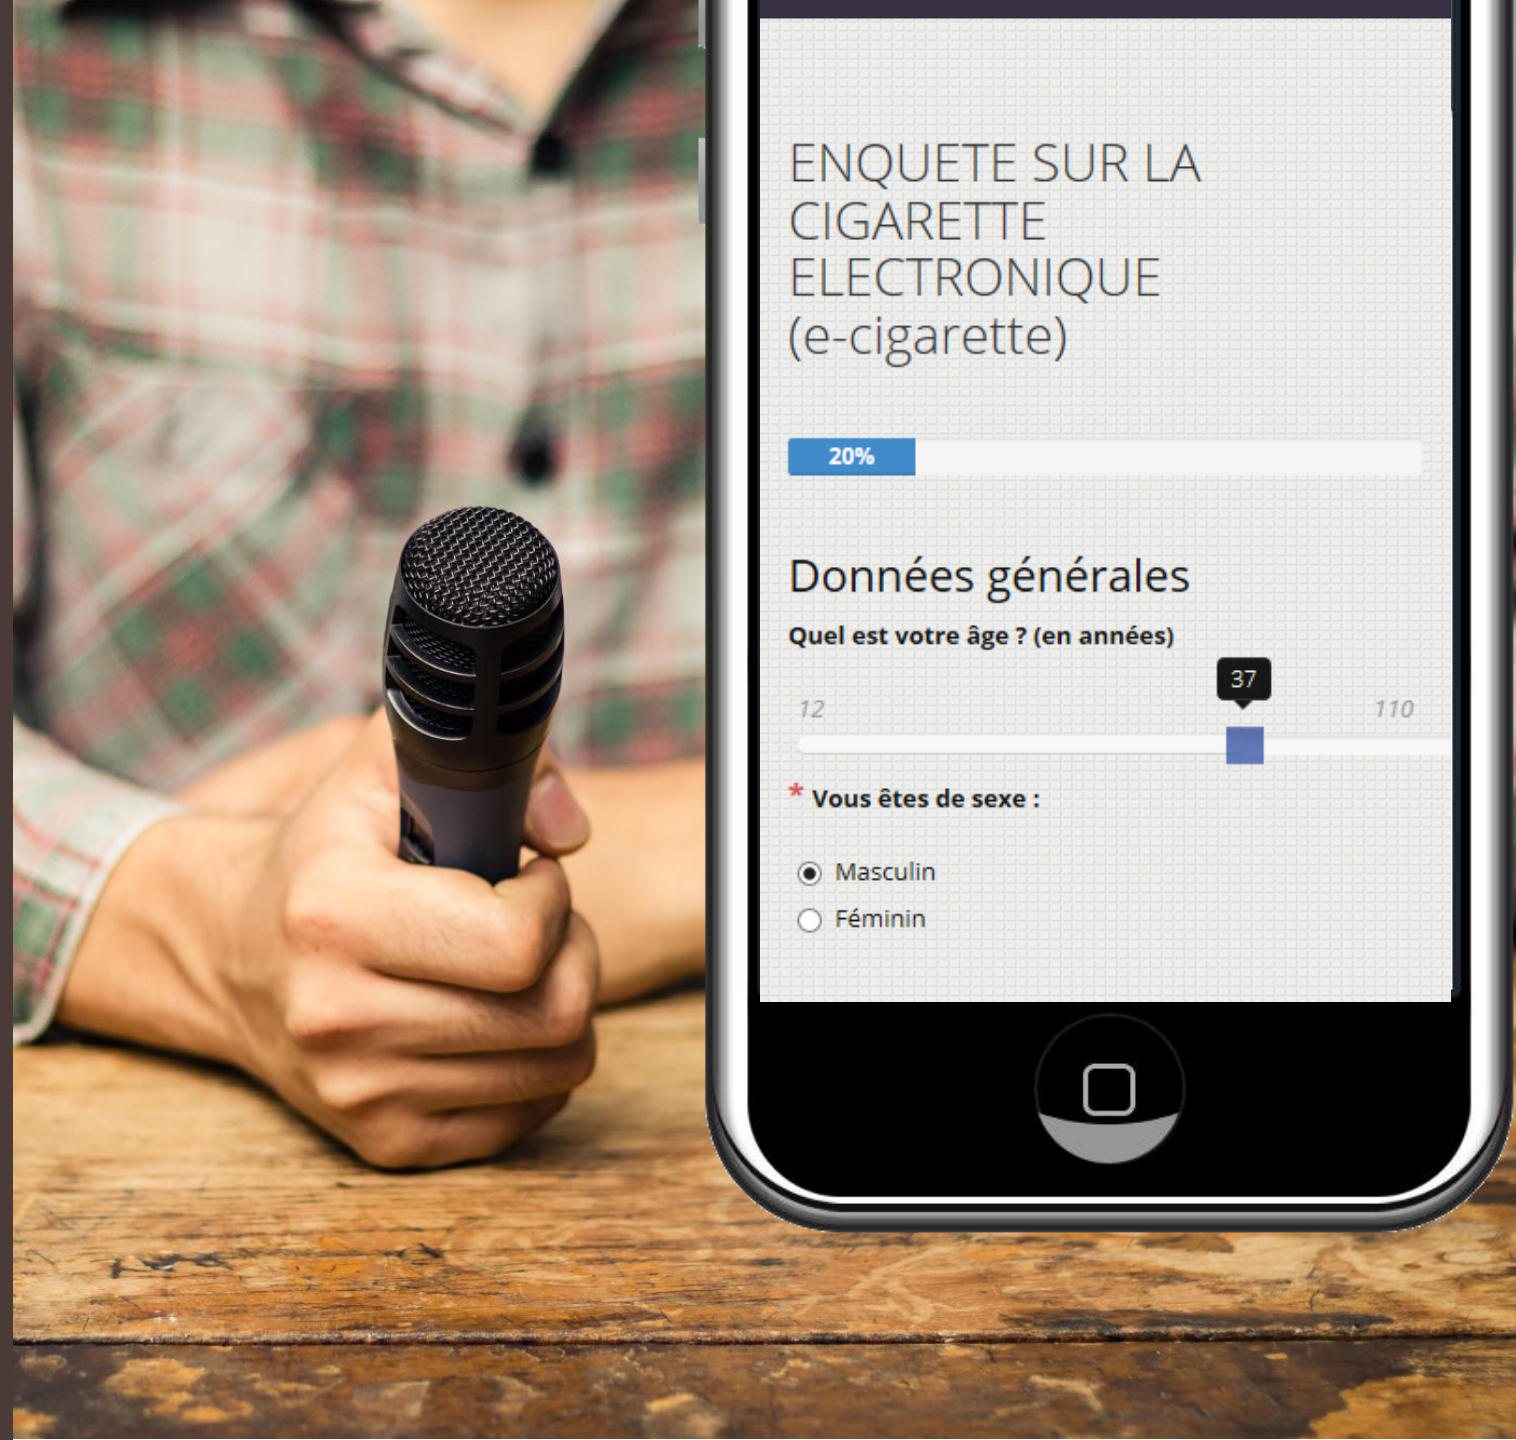 ENQUETE SUR LA
CIGARETTE
ELECTRONIQUE
(e-cigarette)
20%
Données générales
Quel est votre âge ? (en années)
37
12 110
* Vous êtes de sexe :
Masculin
Féminin